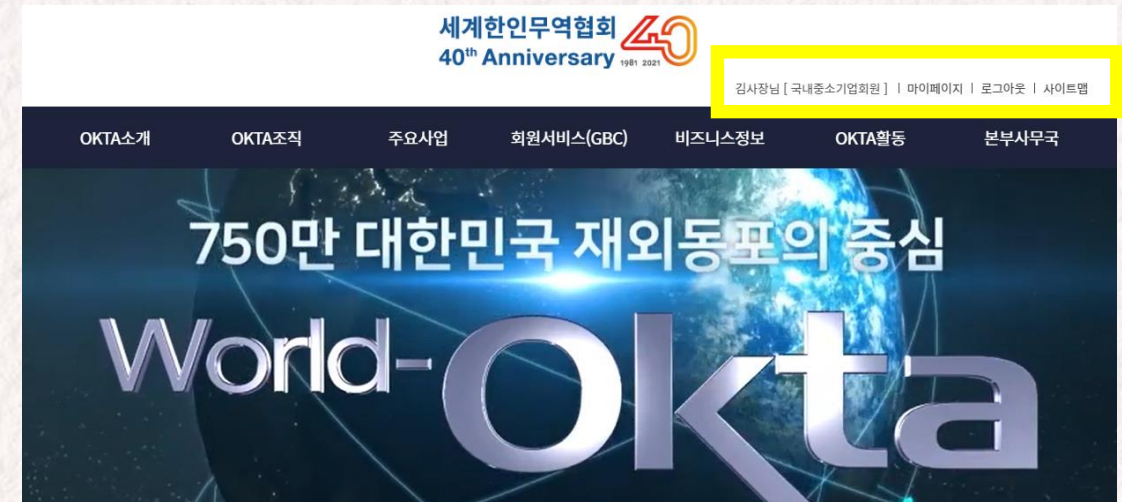 세계한인무역협회 40
40th Anniversary 1981 2021
김사장님 [ 국내중소기업회원 ] | 마이페이지 | 로그아웃 | 사이트맵
OKTA소개 OKTA조직 주요사업 회원서비스(GBC) 비즈니스정보 OKTA활동 본부사무국
750만 대한민국 재외동포의 중심
World-Okta